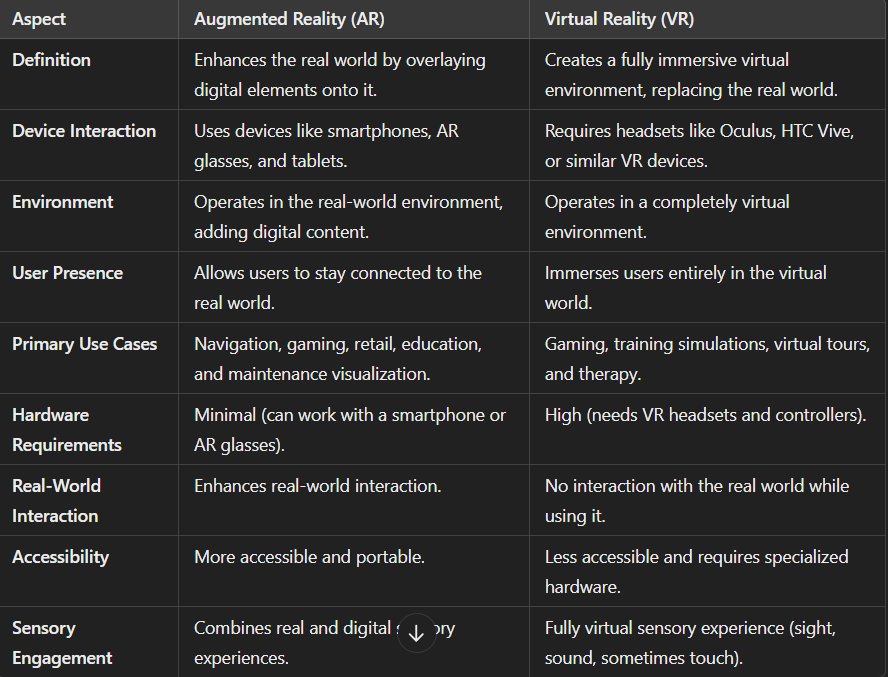 Aspect Augmented Reality (AR) Virtual Reality (VR)
Definition Enhances the real world by overlaying Creates a fully immersive virtual
digital elements onto it. environment, replacing the real world.
Device Interaction Uses devices like smartphones, AR Requires headsets like Oculus, HTC Vive,
glasses, and tablets. or similar VR devices.
Environment Operates in the real-world environment, Operates in a completely virtual
adding digital content. environment.
User Presence Allows users to stay connected to the Immerses users entirely in the virtual
real world. world.
Primary Use Cases Navigation, gaming, retail, education, Gaming, training simulations, virtual tours,
and maintenance visualization. and therapy.
Hardware Minimal (can work with a smartphone or High (needs VR headsets and controllers).
Requirements AR glasses).
Real-World Enhances real-world interaction. No interaction with the real world while
Interaction using it.
Accessibility More accessible and portable. Less accessible and requires specialized
hardware.
Sensory Combines real and digital Fully virtual sensory experience (sight,
Engagement experiences. sound, sometimes touch).